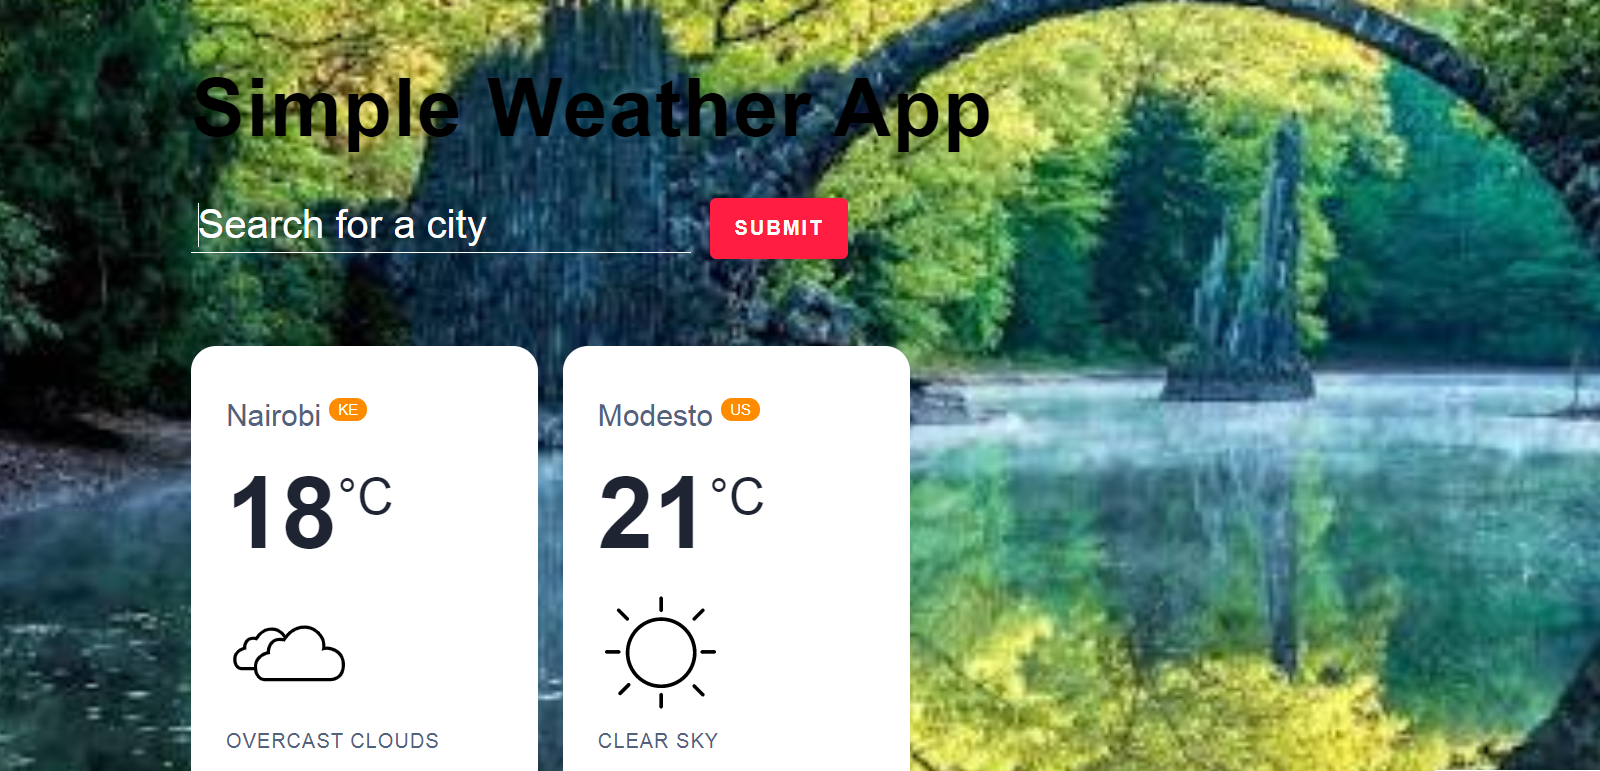 Simple Weather App
Search for a city
SUBMIT
Nairobi KE
18°C
OVERCAST CLOUDS
Modesto US
21°C
CLEAR SKY